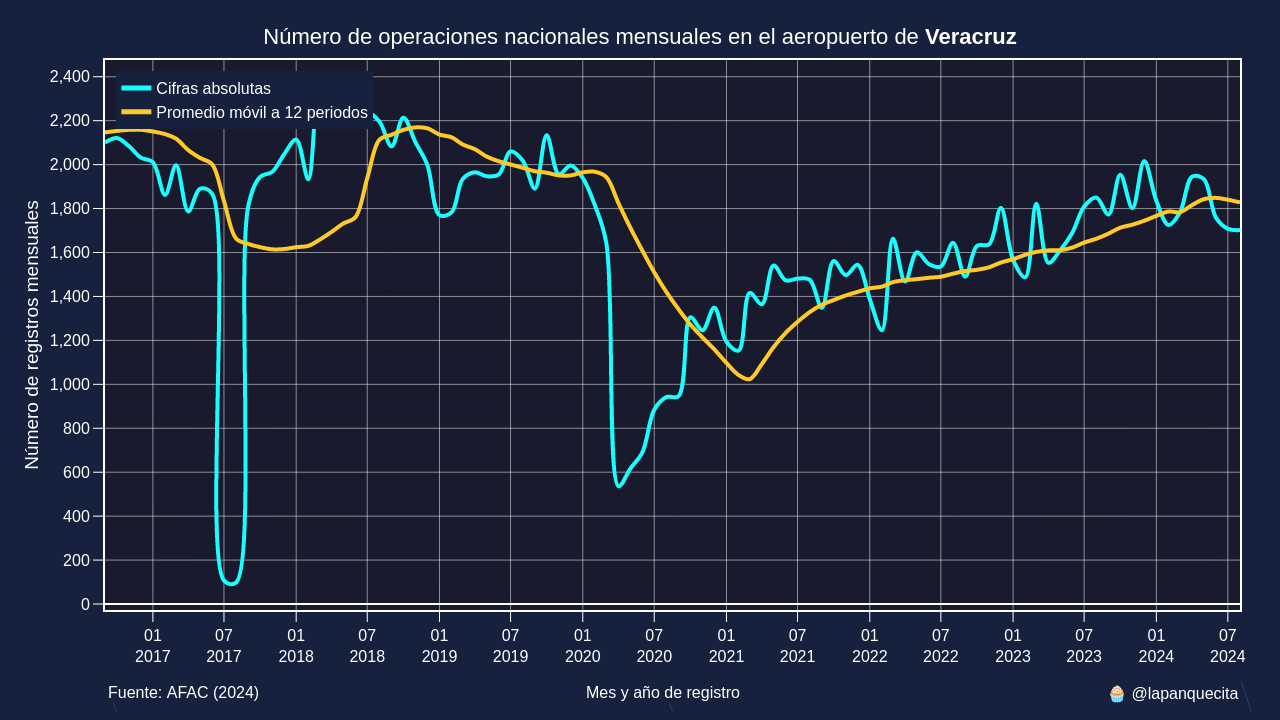 Número de operaciones nacionales mensuales en el aeropuerto de Veracruz
Cifras absolutas
Promedio móvil a 12 periodos
Número de registros mensuales
2,400
2,200
2,000
1,800
1,600
1,400
1,200
1,000
800
600
400
200
0
01 07 01 07 01 07 01 07 01 07 01 07 01 07 01 07
2017 2017 2018 2018 2019 2019 2020 2020 2021 2021 2022 2022 2023 2023 2024 2024
Fuente: AFAC (2024) Mes y año de registro 🧁 @lapanquecita